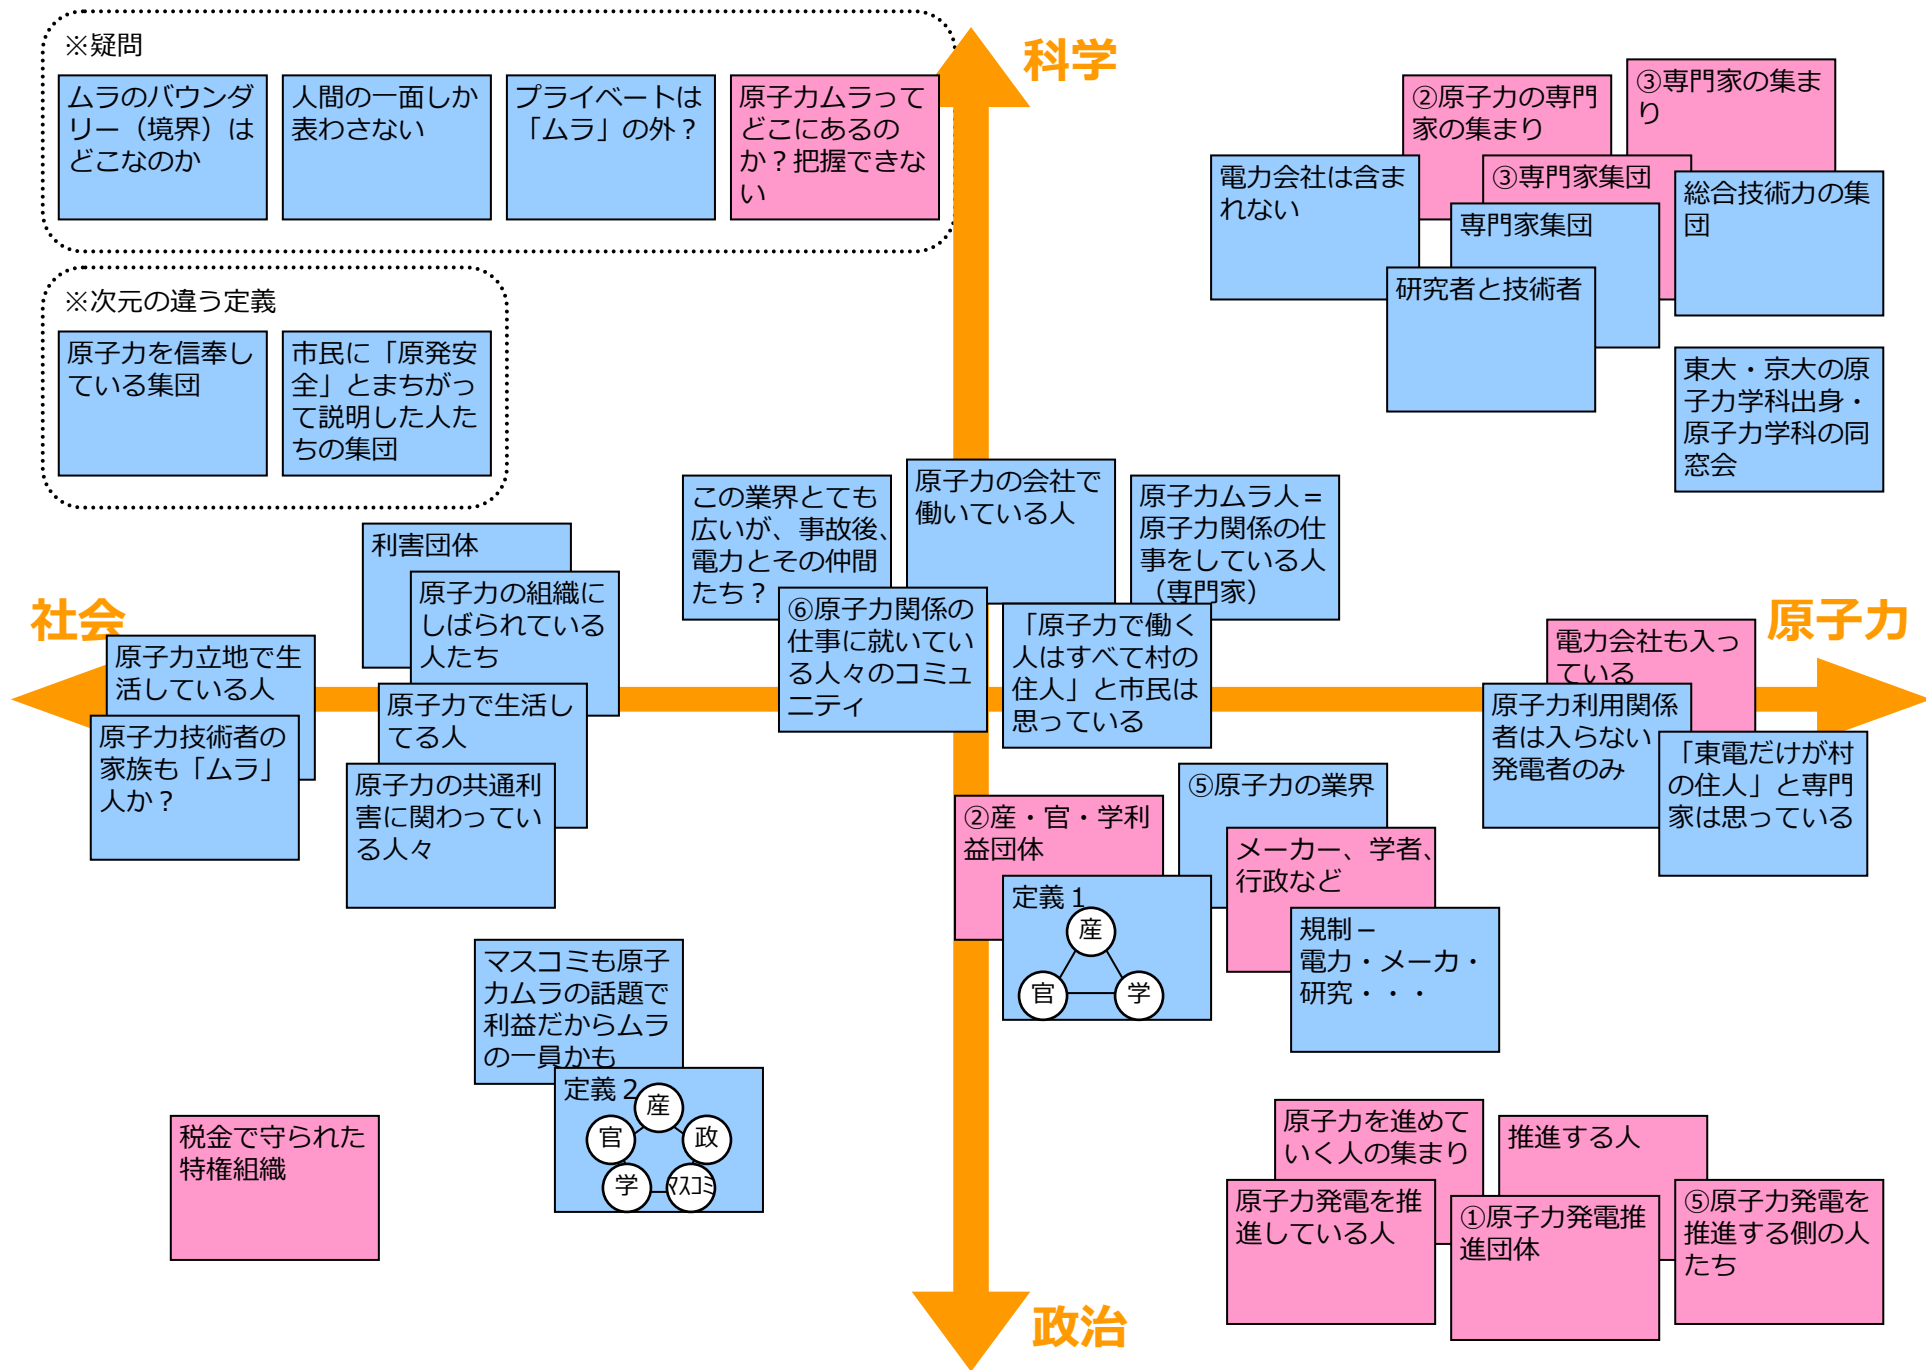 ※疑問
ムラのバウンダ
リー（境界）は
どこなのか
人間の一面しか
表わさない
プライベートは
「ムラ」の外？
原子力ムラって
どこにあるの
か？把握できな
い
科学
②原子力の専門
家の集まり
③専門家の集ま
り
電力会社は含ま
れない
③専門家集団
総合技術力の集
団
専門家集団
研究者と技術者
東大・京大の原
子力学科出身・
原子力学科の同
窓会
※次元の違う定義
原子力を信奉し
ている集団
市民に「原発安
全」とまちがっ
て説明した人た
ちの集団
この業界とても
広いが、事故後、
電力とその仲間
たち？
原子力の会社で
働いている人
原子力ムラ人＝
原子力関係の仕
事をしている人
（専門家）
利害団体
原子力の組織に
しばられている
人たち
⑥原子力関係の
仕事に就いてい
る人々のコミュ
ニティ
「原子力で働く
人はすべて村の
住人」と市民は
思っている
社会
原子力立地で生
活している人
原子力技術者の
家族も「ムラ」
人か？
原子力で生活し
てる人
原子力の共通利
害に関わってい
る人々
原子力
電力会社も入っ
ている
原子力利用関係
者は入らない
発電者のみ
「東電だけが村
の住人」と専門
家は思っている
②産・官・学利
益団体
⑤原子力の業界
メーカー、学者、
行政など
定義１
産
官
学
規制－
電力・メーカ・
研究・・・
マスコミも原子
力ムラの話題で
利益だからムラ
の一員かも
定義２
産
官
政
学
マスコミ
税金で守られた
特権組織
原子力を進めて
いく人の集まり
推進する人
原子力発電を推
進している人
①原子力発電推
進団体
⑤原子力発電を
推進する側の人
たち
政治